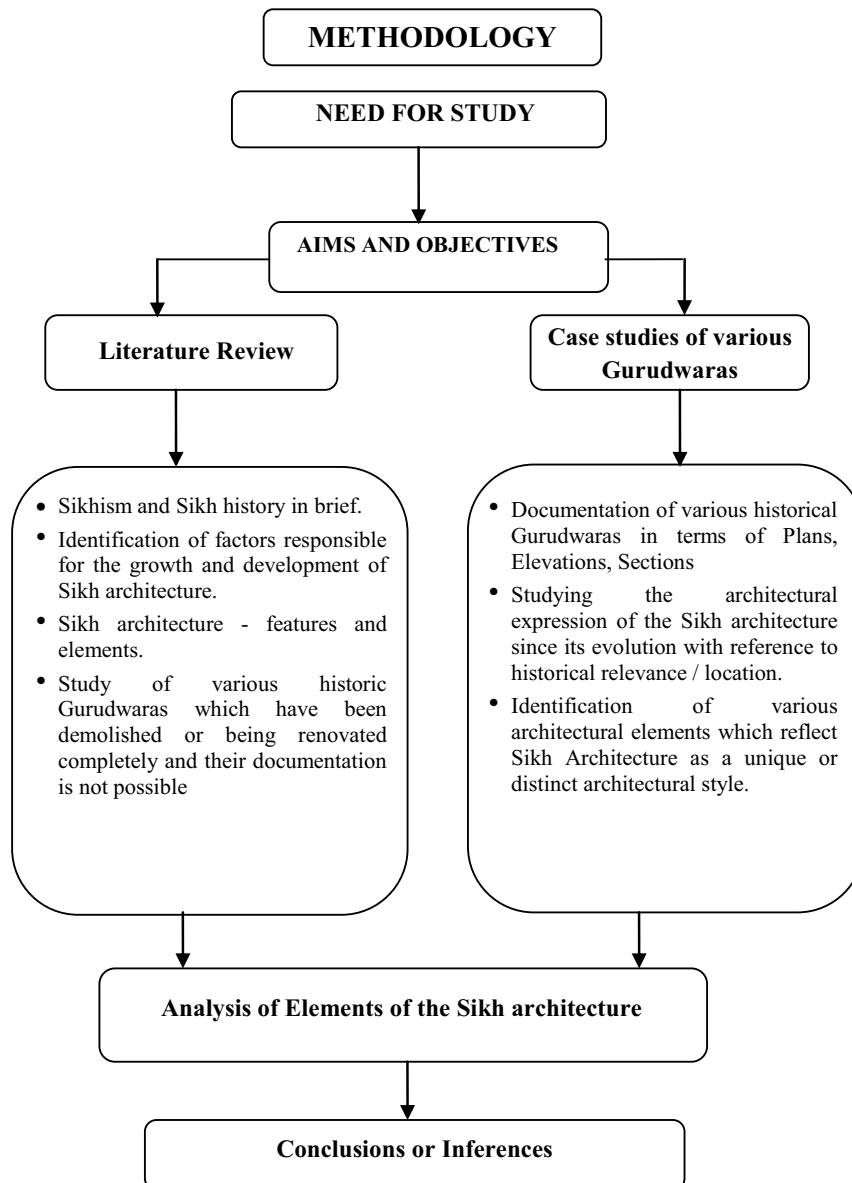 METHODOLOGY
NEED FOR STUDY
AIMS AND OBJECTIVES
Literature Review
Case studies of various
Gurudwaras
• Sikhism and Sikh history in brief.
• Identification of factors responsible
for the growth and development of
Sikh architecture.
• Sikh architecture - features and
elements.
• Study of various historic
Gurudwaras which have been
demolished or being renovated
completely and their documentation
is not possible
• Documentation of various historical
Gurudwaras in terms of Plans,
Elevations, Sections
• Studying the architectural
expression of the Sikh architecture
since its evolution with reference to
historical relevance / location.
• Identification of various
architectural elements which reflect
Sikh Architecture as a unique or
distinct architectural style.
Analysis of Elements of the Sikh architecture
Conclusions or Inferences